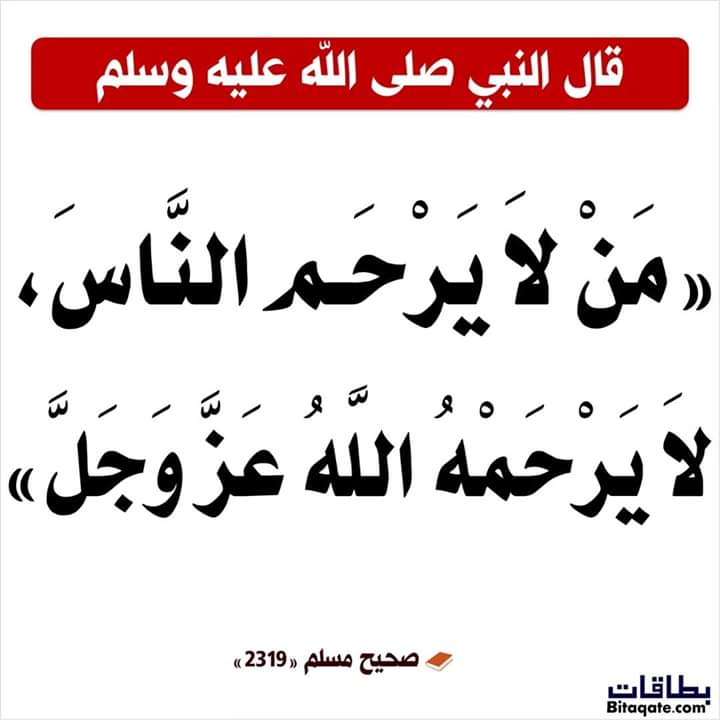 قال النبي صلى الله عليه وسلم
«مَنْ لَا يَرْحَم النَّاسَ،
لَا يَرْحَمْهُ اللَّهُ عَزَّ وَجَلَّ»
صحيح مسلم «2319»
بطاقات
Bitaqate.com